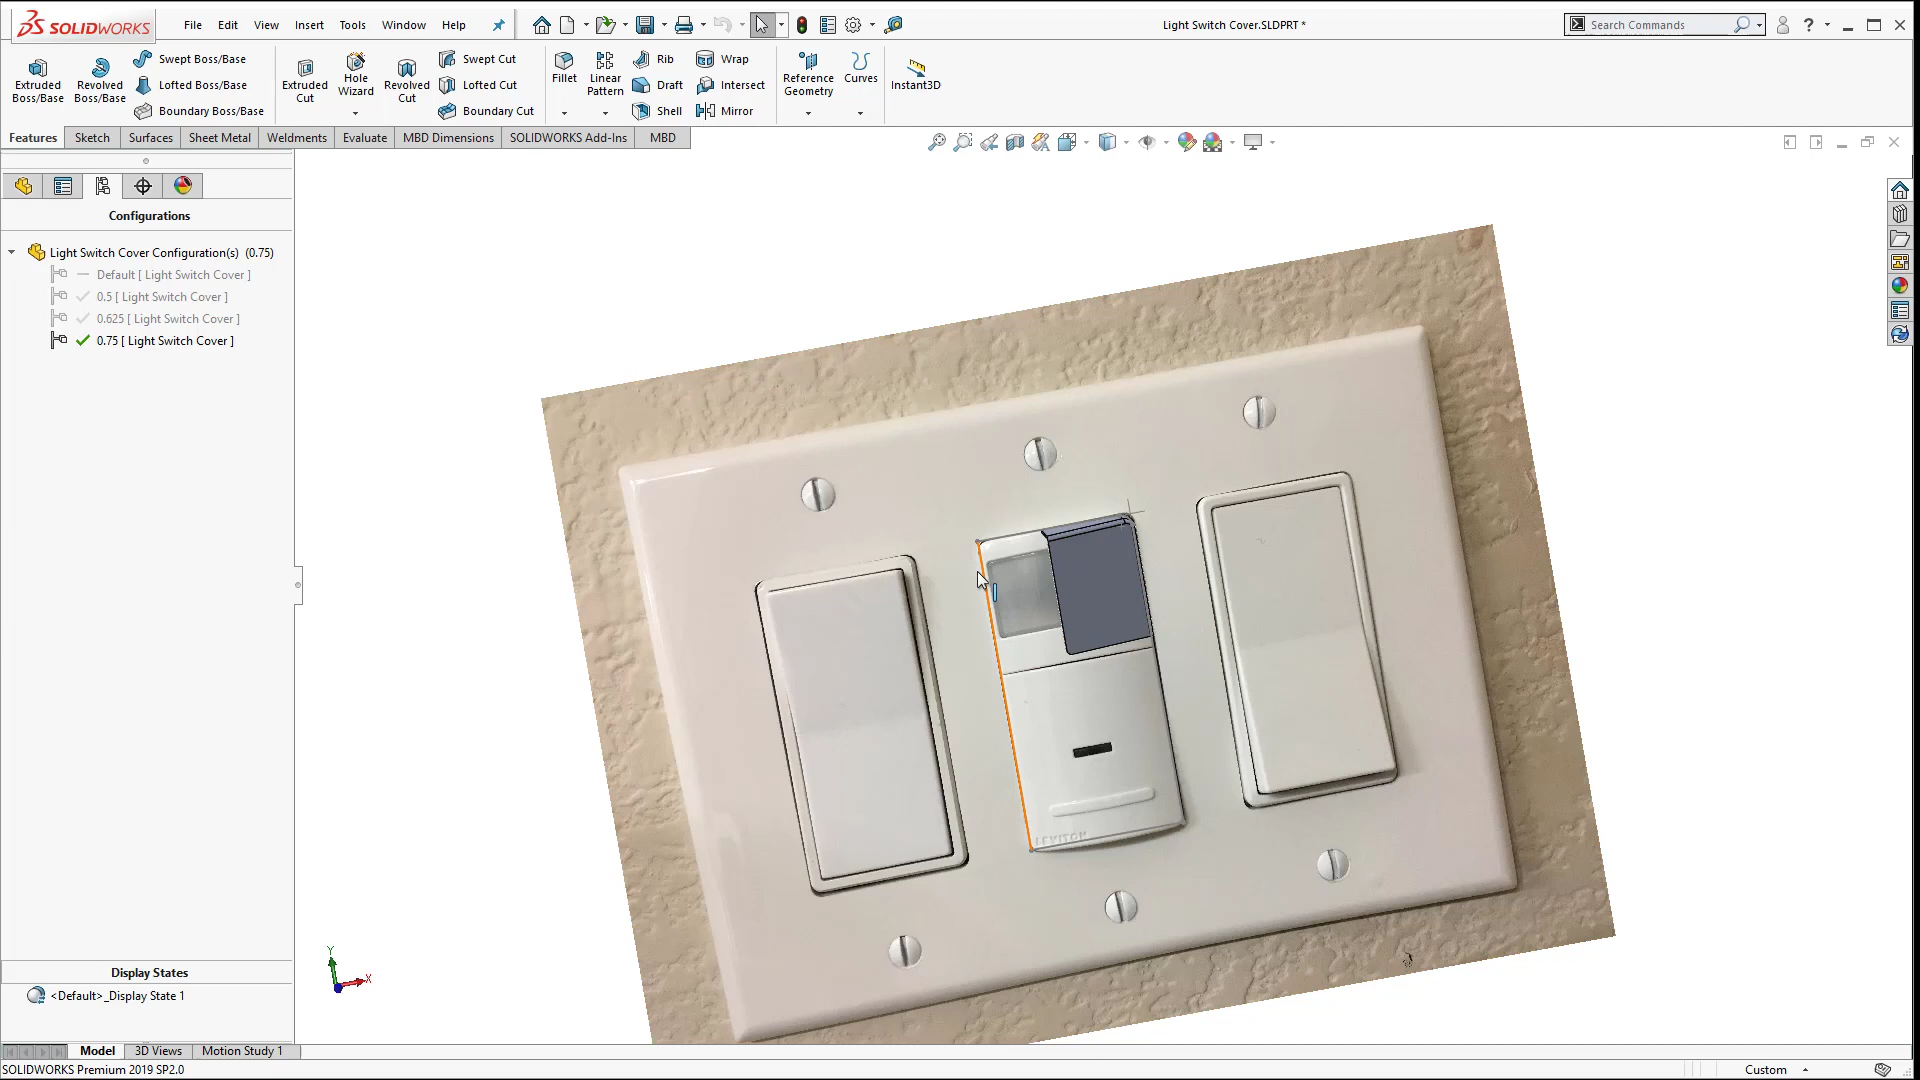 SOLIDWORKS
File Edit View Insert Tools Window Help
Light Switch Cover.SLDPRT *
Search Commands
Extruded Boss/Base
Revolved Boss/Base
Swept Boss/Base
Lofted Boss/Base
Boundary Boss/Base
Extruded Cut
Hole Wizard
Revolved Cut
Swept Cut
Lofted Cut
Boundary Cut
Fillet
Linear Pattern
Rib
Draft
Shell
Wrap
Intersect
Mirror
Reference Geometry
Curves
Instant3D
Features Sketch Surfaces Sheet Metal Weldments Evaluate MBD Dimensions SOLIDWORKS Add-Ins MBD
Configurations
Light Switch Cover Configuration(s) (0.75)
Default [ Light Switch Cover ]
0.5 [ Light Switch Cover ]
0.625 [ Light Switch Cover ]
0.75 [ Light Switch Cover ]
LEVITON
Y
X
Display States
<Default>_Display State 1
Model 3D Views Motion Study 1
SOLIDWORKS Premium 2019 SP2.0
Custom